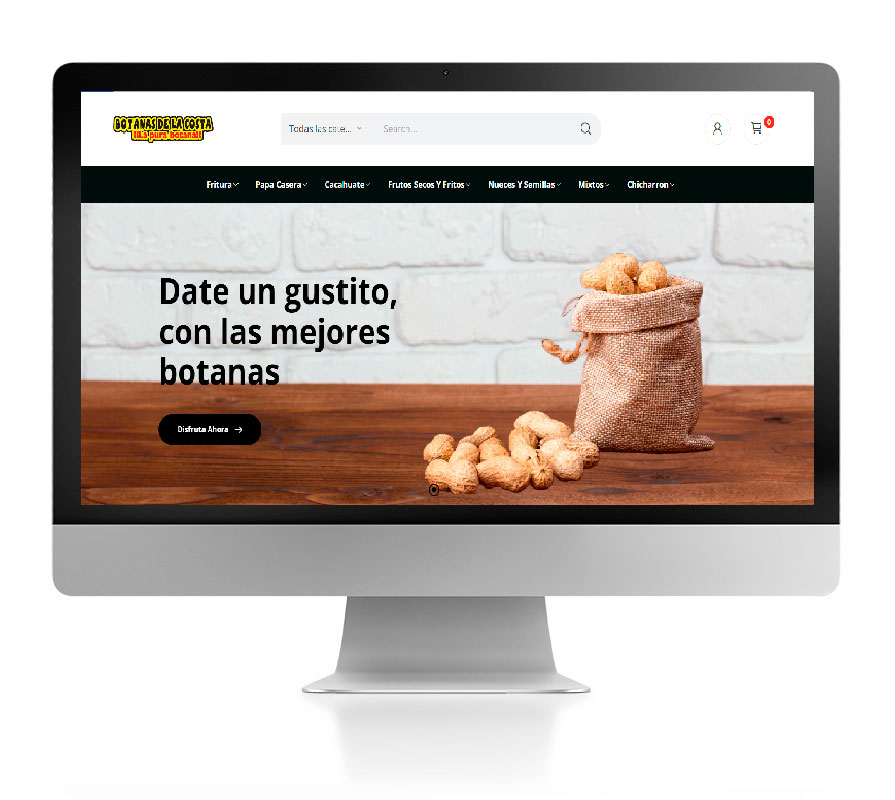 BOTANAS DE LA COSTA
¡¡La pura botana!!
Todas las cate...
Search...
0
Fritura
Papa Casera
Cacahuate
Frutos Secos Y Fritos
Nueces Y Semillas
Mixtos
Chicharron
Date un gustito,
con las mejores
botanas
Disfruta Ahora